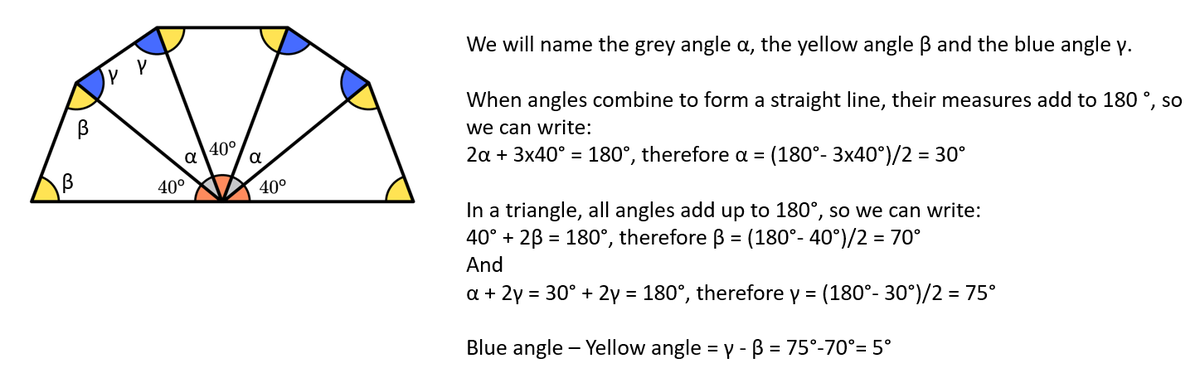 We will name the grey angle α, the yellow angle β and the blue angle γ.
When angles combine to form a straight line, their measures add to 180 °, so
we can write:
2α + 3x40° = 180°, therefore α = (180°- 3x40°)/2 = 30°
In a triangle, all angles add up to 180°, so we can write:
40° + 2β = 180°, therefore β = (180°- 40°)/2 = 70°
And
α + 2γ = 30° + 2γ = 180°, therefore γ = (180°- 30°)/2 = 75°
Blue angle – Yellow angle = γ - β = 75°-70°= 5°
γ
γ
β
α
40°
α
β
40°
40°